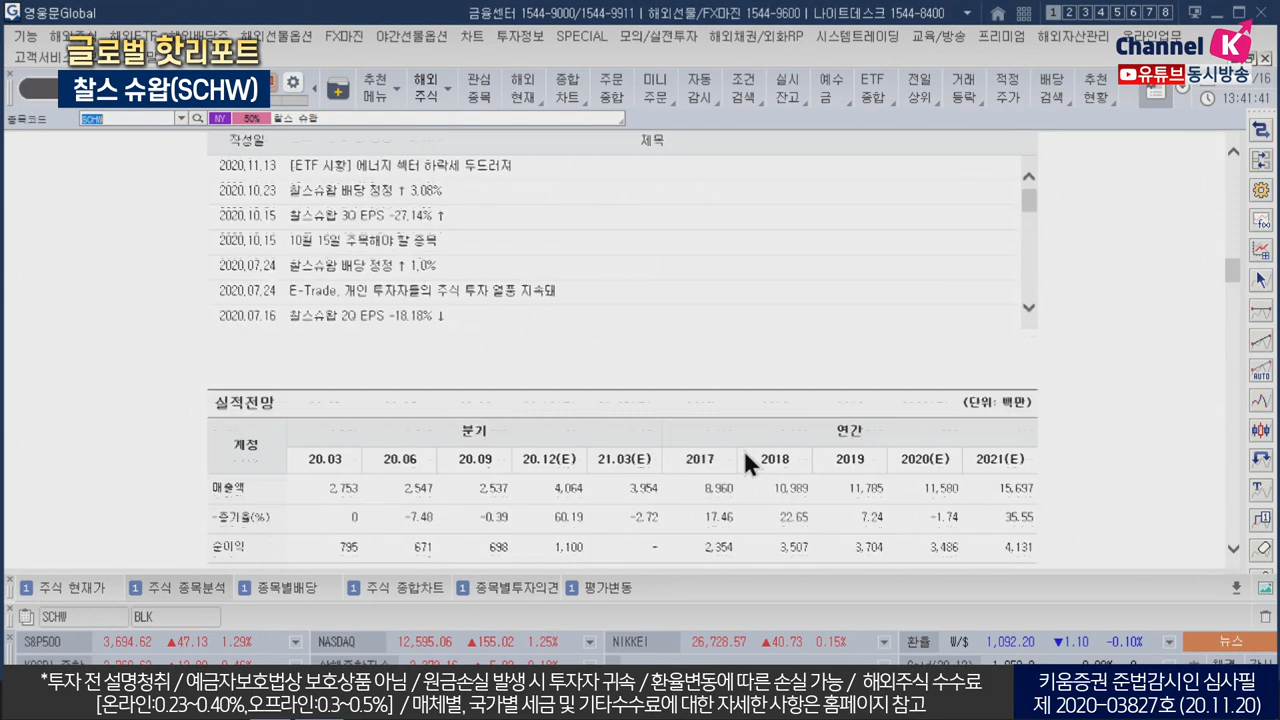 영웅문Global
금융센터 1544-9000/1544-9911 | 해외선물/FX마진 1544-9600 | 나이트데스크 1544-8400
1 2 3 4 5 6 7 8
기능
FX마진 야간선물옵션 차트 투자정보 SPECIAL 모의/실전투자 해외채권/외화RP 시스템트레이딩 교육/방송 프리미엄 해외자산관리 온라인업무
글로벌 핫리포트
찰스 슈왑(SCHW)
Channel K
유튜브동시방송
추천 메뉴
해외 주식
관심 종목
해외 현재
종합 차트
주문 종합
미니 주문
자동 감시
조건 검색
실시 잔고
예수 금
ETF 종합
전일 상위
거래 등락
적정 주가
배당 검색
추천 현황
13:41:41
종목코드 SCHW NY 50% 찰스 슈왑
작성일 제목
2020.11.13 [ETF 시황] 에너지 섹터 하락세 두드러져
2020.10.23 찰스슈왑 배당 정정 ↑ 3.08%
2020.10.15 찰스슈왑 3Q EPS -27.14% ↑
2020.10.15 10월 15일 주목해야 할 종목
2020.07.24 찰스슈왐 배당 정정 ↑ 1.0%
2020.07.24 E-Trade, 개인 투자자들의 주식 투자 열풍 지속돼
2020.07.16 찰스슈왑 2Q EPS -18.18% ↓
실적전망 (단위: 백만)
계정 분기 연간
20.03 20.06 20.09 20.12(E) 21.03(E) 2017 2018 2019 2020(E) 2021(E)
매출액 2,753 2,547 2,537 4,064 3,954 8,960 10,989 11,785 11,580 15,697
-증가율(%) 0 -7.48 -0.39 60.19 -2.72 17.46 22.65 7.24 -1.74 35.55
순이익 795 671 698 1,100 - 2,354 3,507 3,704 3,486 4,131
1 주식 현재가 1 주식 종목분석 1 종목별배당 1 주식 종합차트 1 종목별투자의견 1 평가변동
SCHW BLK
S&P500 3,694.62 ▲47.13 1.29% NASDAQ 12,595.06 ▲155.02 1.25% NIKKEI 26,728.57 ▲40.73 0.15% 환율 W/$ 1,092.20 ▼1.10 -0.10% 뉴스
*투자 전 설명청취 / 예금자보호법상 보호상품 아님 / 원금손실 발생 시 투자자 귀속 / 환율변동에 따른 손실 가능 / 해외주식 수수료
[온라인:0.23~0.40%,오프라인:0.3~0.5%] / 매체별, 국가별 세금 및 기타수수료에 대한 자세한 사항은 홈페이지 참고
키움증권 준법감시인 심사필
제 2020-03827호 (20.11.20)